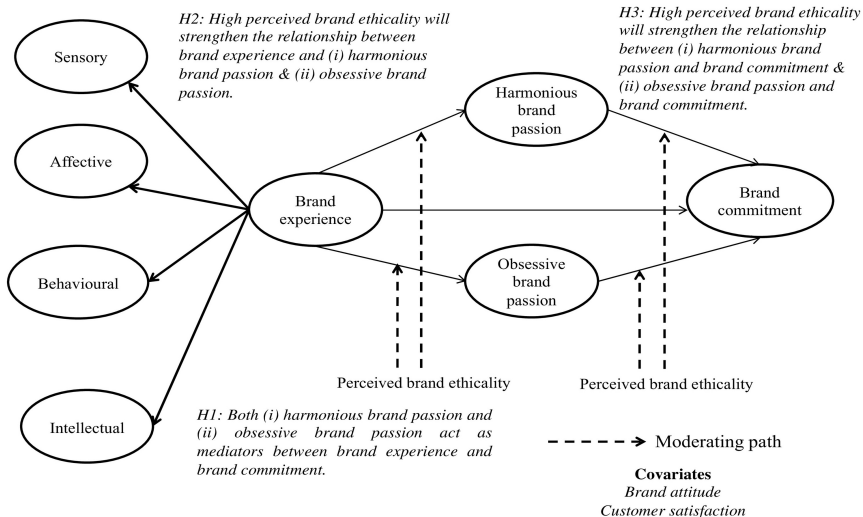 H2: High perceived brand ethicality will
strengthen the relationship between
brand experience and (i) harmonious
brand passion & (ii) obsessive brand
passion.
H3: High perceived brand ethicality
will strengthen the relationship
between (i) harmonious brand
passion and brand commitment &
(ii) obsessive brand passion and
brand commitment.
Sensory
Affective
Behavioural
Intellectual
Brand
experience
Harmonious
brand
passion
Obsessive
brand
passion
Brand
commitment
Perceived brand ethicality
Perceived brand ethicality
H1: Both (i) harmonious brand passion and
(ii) obsessive brand passion act as
mediators between brand experience and
brand commitment.
Moderating path
Covariates
Brand attitude
Customer satisfaction